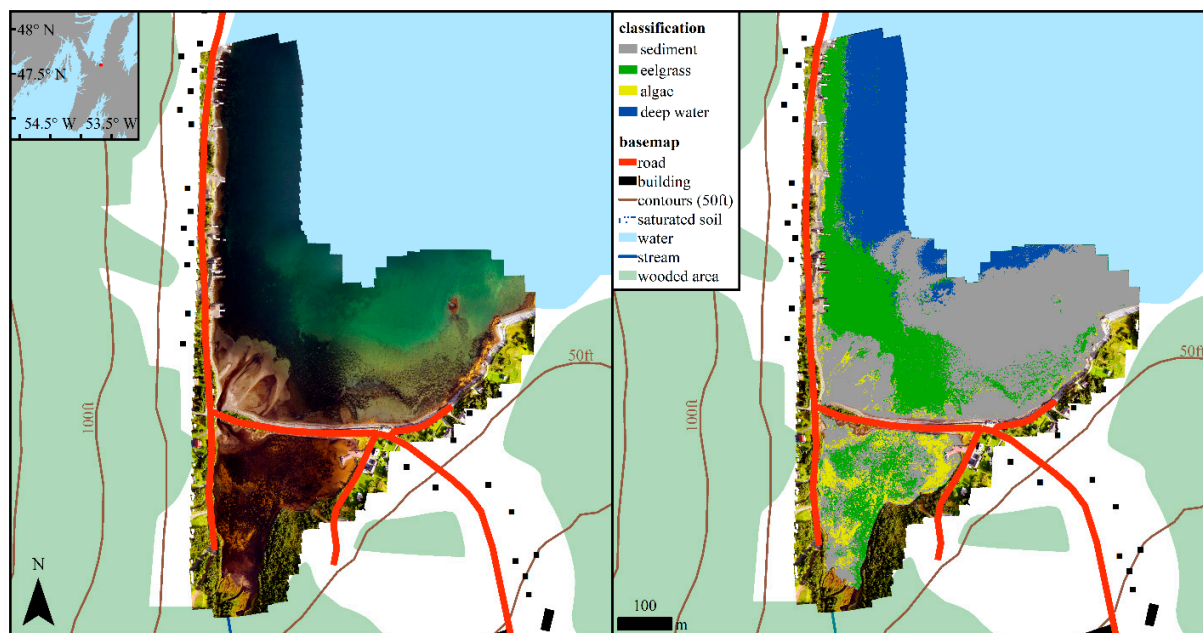 48° N
47.5° N
54.5° W 53.5° W
100ft
50ft
N
classification
sediment
eelgrass
algae
deep water
basemap
road
building
contours (50ft)
saturated soil
water
stream
wooded area
100ft
50ft
100
m